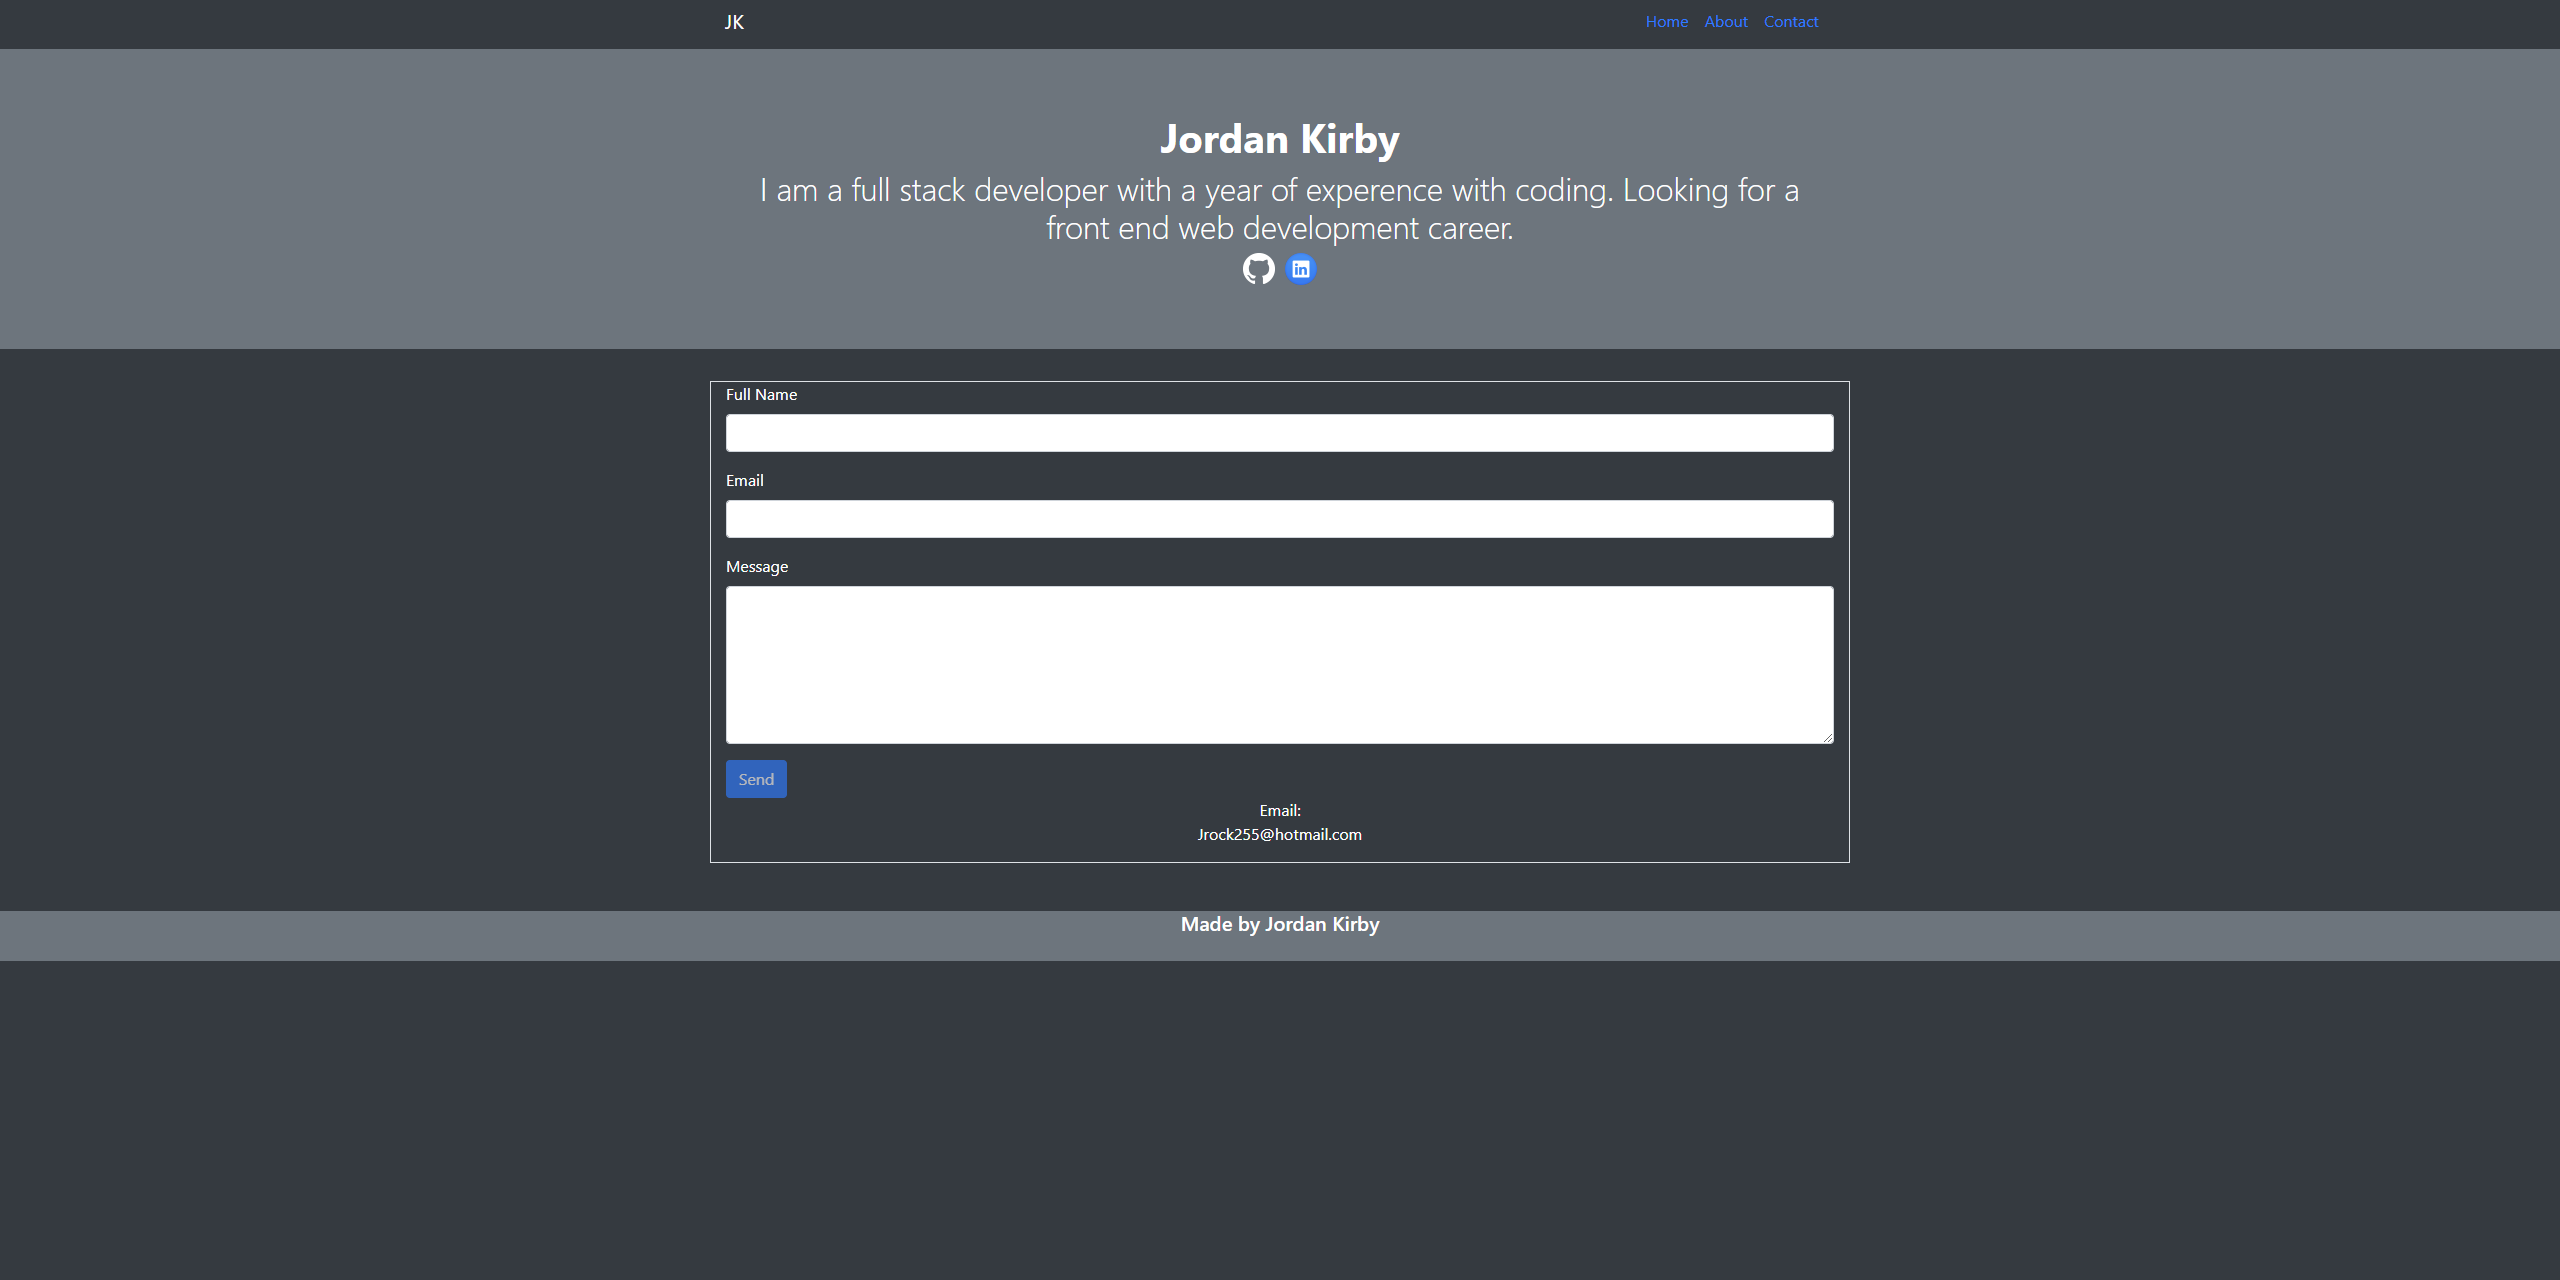 JK
Home About Contact
Jordan Kirby
I am a full stack developer with a year of experence with coding. Looking for a
front end web development career.
in
Full Name
Email
Message
Send
Email:
Jrock255@hotmail.com
Made by Jordan Kirby